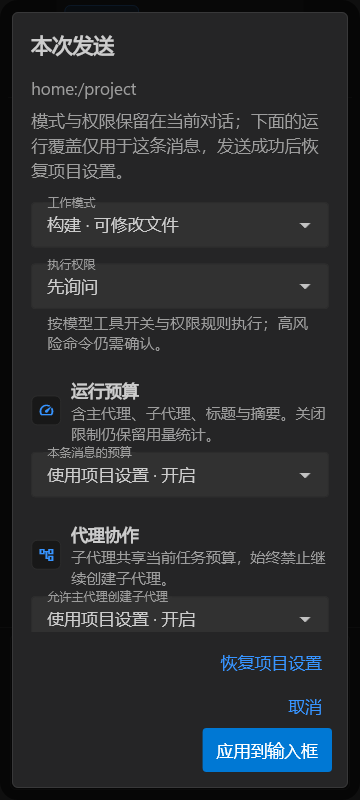 本次发送
home:/project
模式与权限保留在当前对话；下面的运
行覆盖仅用于这条消息，发送成功后恢
复项目设置。
工作模式
构建 · 可修改文件
执行权限
先询问
按模型工具开关与权限规则执行；高风
险命令仍需确认。
运行预算
含主代理、子代理、标题与摘要。关闭
限制仍保留用量统计。
本条消息的预算
使用项目设置 · 开启
代理协作
子代理共享当前任务预算，始终禁止继
续创建子代理。
允许主代理创建子代理
使用项目设置 · 开启
恢复项目设置
取消
应用到输入框